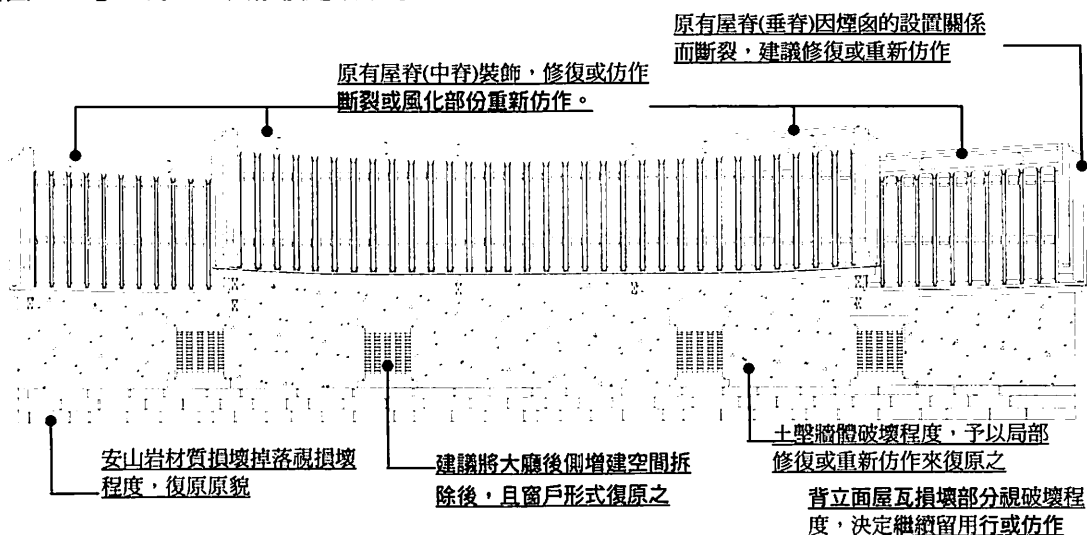 原有屋脊(垂脊)因煙囪的設置關係
而斷裂，建議修復或重新仿作
原有屋脊(中脊)裝飾，修復或仿作
斷裂或風化部份重新仿作。
安山岩材質損壞掉落視損壞
程度，復原原貌
建議將大廳後側增建空間拆
除後，且窗戶形式復原之
土墼牆體破壞程度，予以局部
修復或重新仿作來復原之
背立面屋瓦損壞部分視破壞程
度，決定繼續留用行或仿作